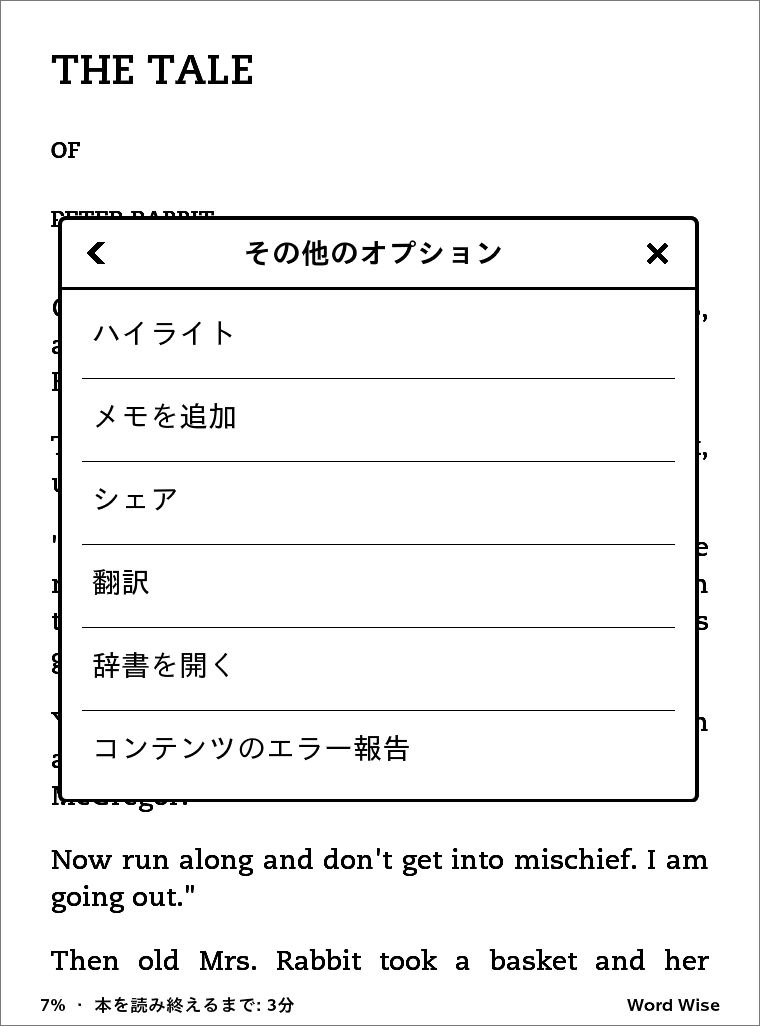 THE TALE
OF
PETER RABBIT
その他のオプション
ハイライト
メモを追加
シェア
翻訳
辞書を開く
コンテンツのエラー報告
McGregor.
Now run along and don't get into mischief. I am
going out."
Then old Mrs. Rabbit took a basket and her
7% · 本を読み終えるまで: 3分
Word Wise